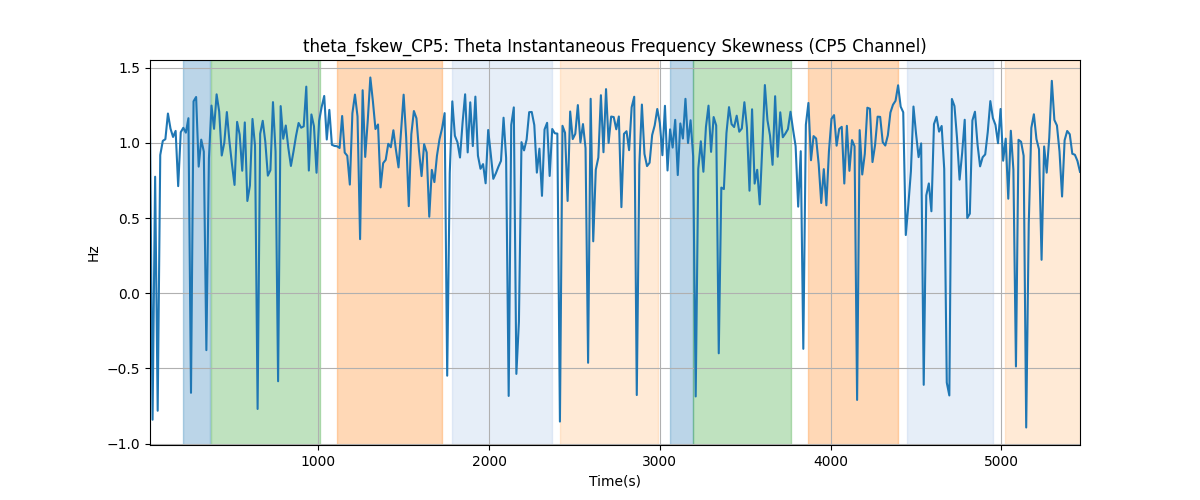 theta_fskew_CP5: Theta Instantaneous Frequency Skewness (CP5 Channel)
1.5
1.0
0.5
0.0
−0.5
−1.0
Hz
1000 2000 3000 4000 5000
Time(s)